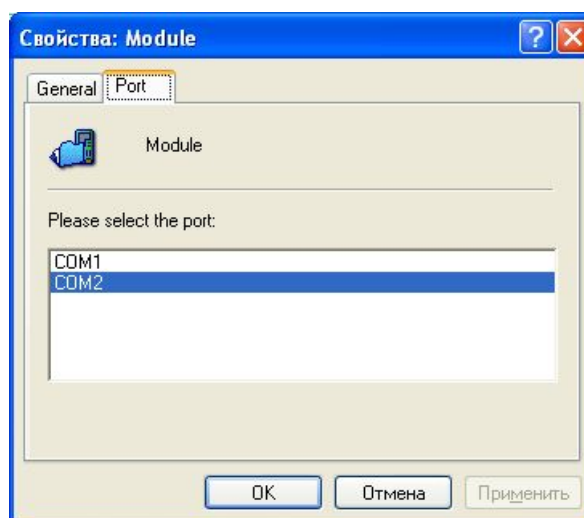 Свойства: Module
General Port
Module
Please select the port:
COM1
COM2
OK Отмена Применить